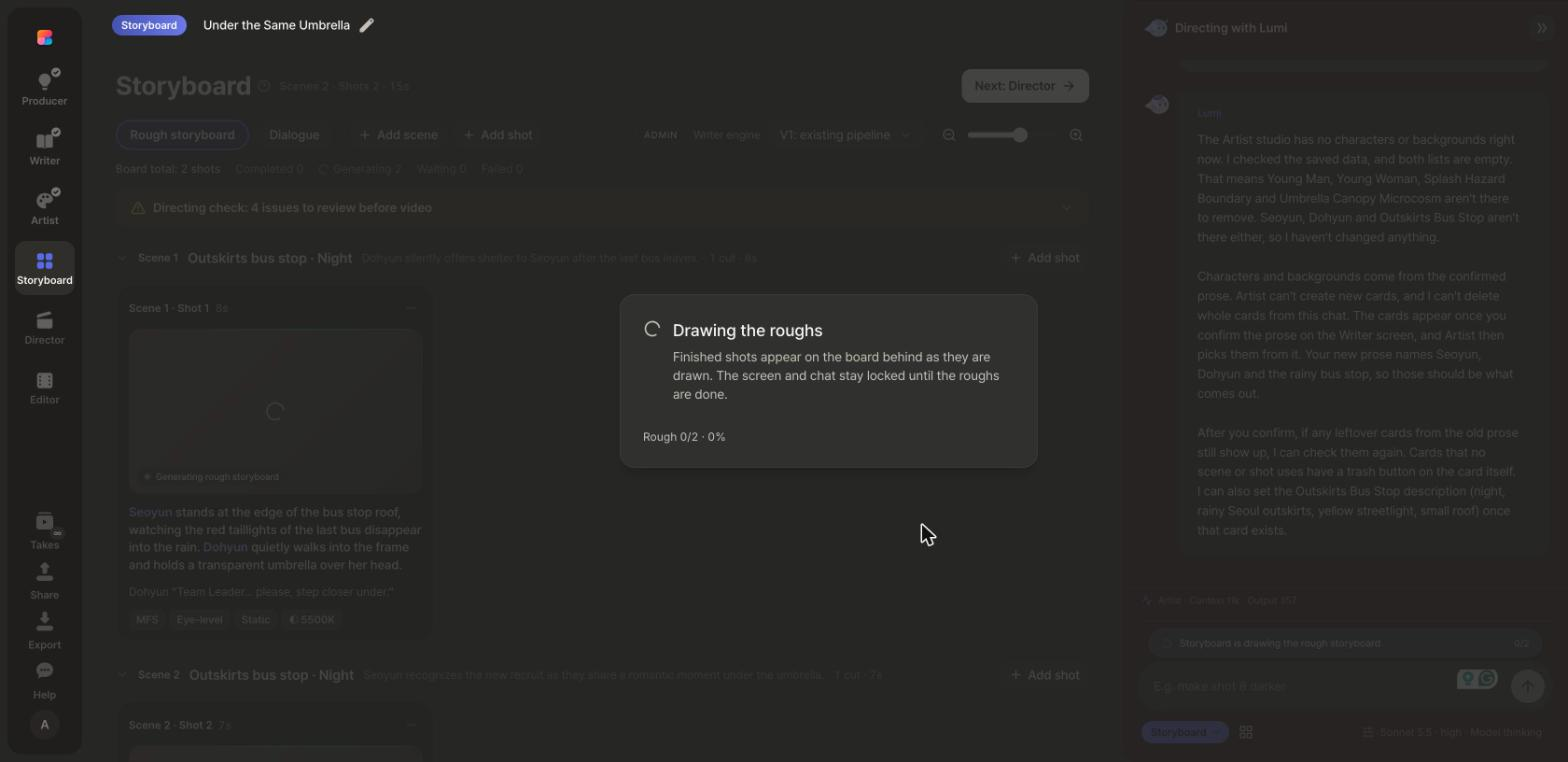 Storyboard
Under the Same Umbrella
Producer
Writer
Artist
Storyboard
Director
Editor
Takes
Share
Export
Help
A
Storyboard
Scenes 2 · Shots 2 · 15s
Next: Director
Rough storyboard
Dialogue
Add scene
Add shot
ADMIN
Writer engine
V1: existing pipeline
Board total: 2 shots
Completed 0
Generating 2
Waiting 0
Failed 0
Directing check: 4 issues to review before video
Scene 1
Outskirts bus stop · Night
Dohyun silently offers shelter to Seoyun after the last bus leaves. · 1 cut · 8s
Add shot
Scene 1 · Shot 1 8s
Generating rough storyboard
Seoyun stands at the edge of the bus stop roof,
watching the red taillights of the last bus disappear
into the rain. Dohyun quietly walks into the frame
and holds a transparent umbrella over her head.
Dohyun "Team Leader... please, step closer under."
MFS
Eye-level
Static
5500K
Drawing the roughs
Finished shots appear on the board behind as they are
drawn. The screen and chat stay locked until the roughs
are done.
Rough 0/2 · 0%
Scene 2
Outskirts bus stop · Night
Seoyun recognizes the new recruit as they share a romantic moment under the umbrella. · 1 cut · 7s
Add shot
Scene 2 · Shot 2 7s
Directing with Lumi
Lumi
The Artist studio has no characters or backgrounds right
now. I checked the saved data, and both lists are empty.
That means Young Man, Young Woman, Splash Hazard
Boundary and Umbrella Canopy Microcosm aren't there
to remove. Seoyun, Dohyun and Outskirts Bus Stop aren't
there either, so I haven't changed anything.
Characters and backgrounds come from the confirmed
prose. Artist can't create new cards, and I can't delete
whole cards from this chat. The cards appear once you
confirm the prose on the Writer screen, and Artist then
picks them from it. Your new prose names Seoyun,
Dohyun and the rainy bus stop, so those should be what
comes out.
After you confirm, if any leftover cards from the old prose
still show up, I can check them again. Cards that no
scene or shot uses have a trash button on the card itself.
I can also set the Outskirts Bus Stop description (night,
rainy Seoul outskirts, yellow streetlight, small roof) once
that card exists.
Artist · Context 11k · Output 357
Storyboard is drawing the rough storyboard
0/2
E.g. make shot 8 darker
Storyboard
Sonnet 5.5 · high · Model thinking